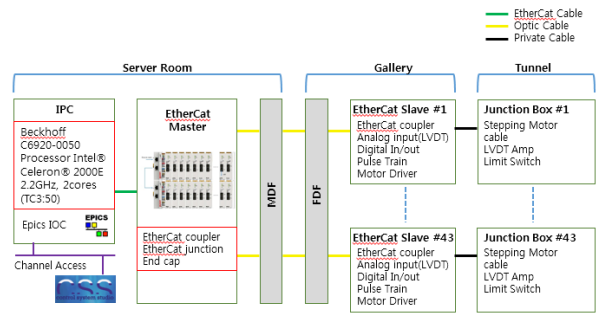 EtherCat Cable
Optic Cable
Private Cable
Server Room
Gallery
Tunnel
IPC
Beckhoff
C6920-0050
Processor Intel®
Celeron® 2000E
2.2GHz, 2cores
(TC3:50)
Epics IOC
EPICS
Channel Access
css
control system studio
EtherCat
Master
EtherCat coupler
EtherCat junction
End cap
MDF
FDF
EtherCat Slave #1
EtherCat coupler
Analog input(LVDT)
Digital In/out
Pulse Train
Motor Driver
Junction Box #1
Stepping Motor
cable
LVDT Amp
Limit Switch
EtherCat Slave #43
EtherCat coupler
Analog input(LVDT)
Digital In/out
Pulse Train
Motor Driver
Junction Box #43
Stepping Motor
cable
LVDT Amp
Limit Switch